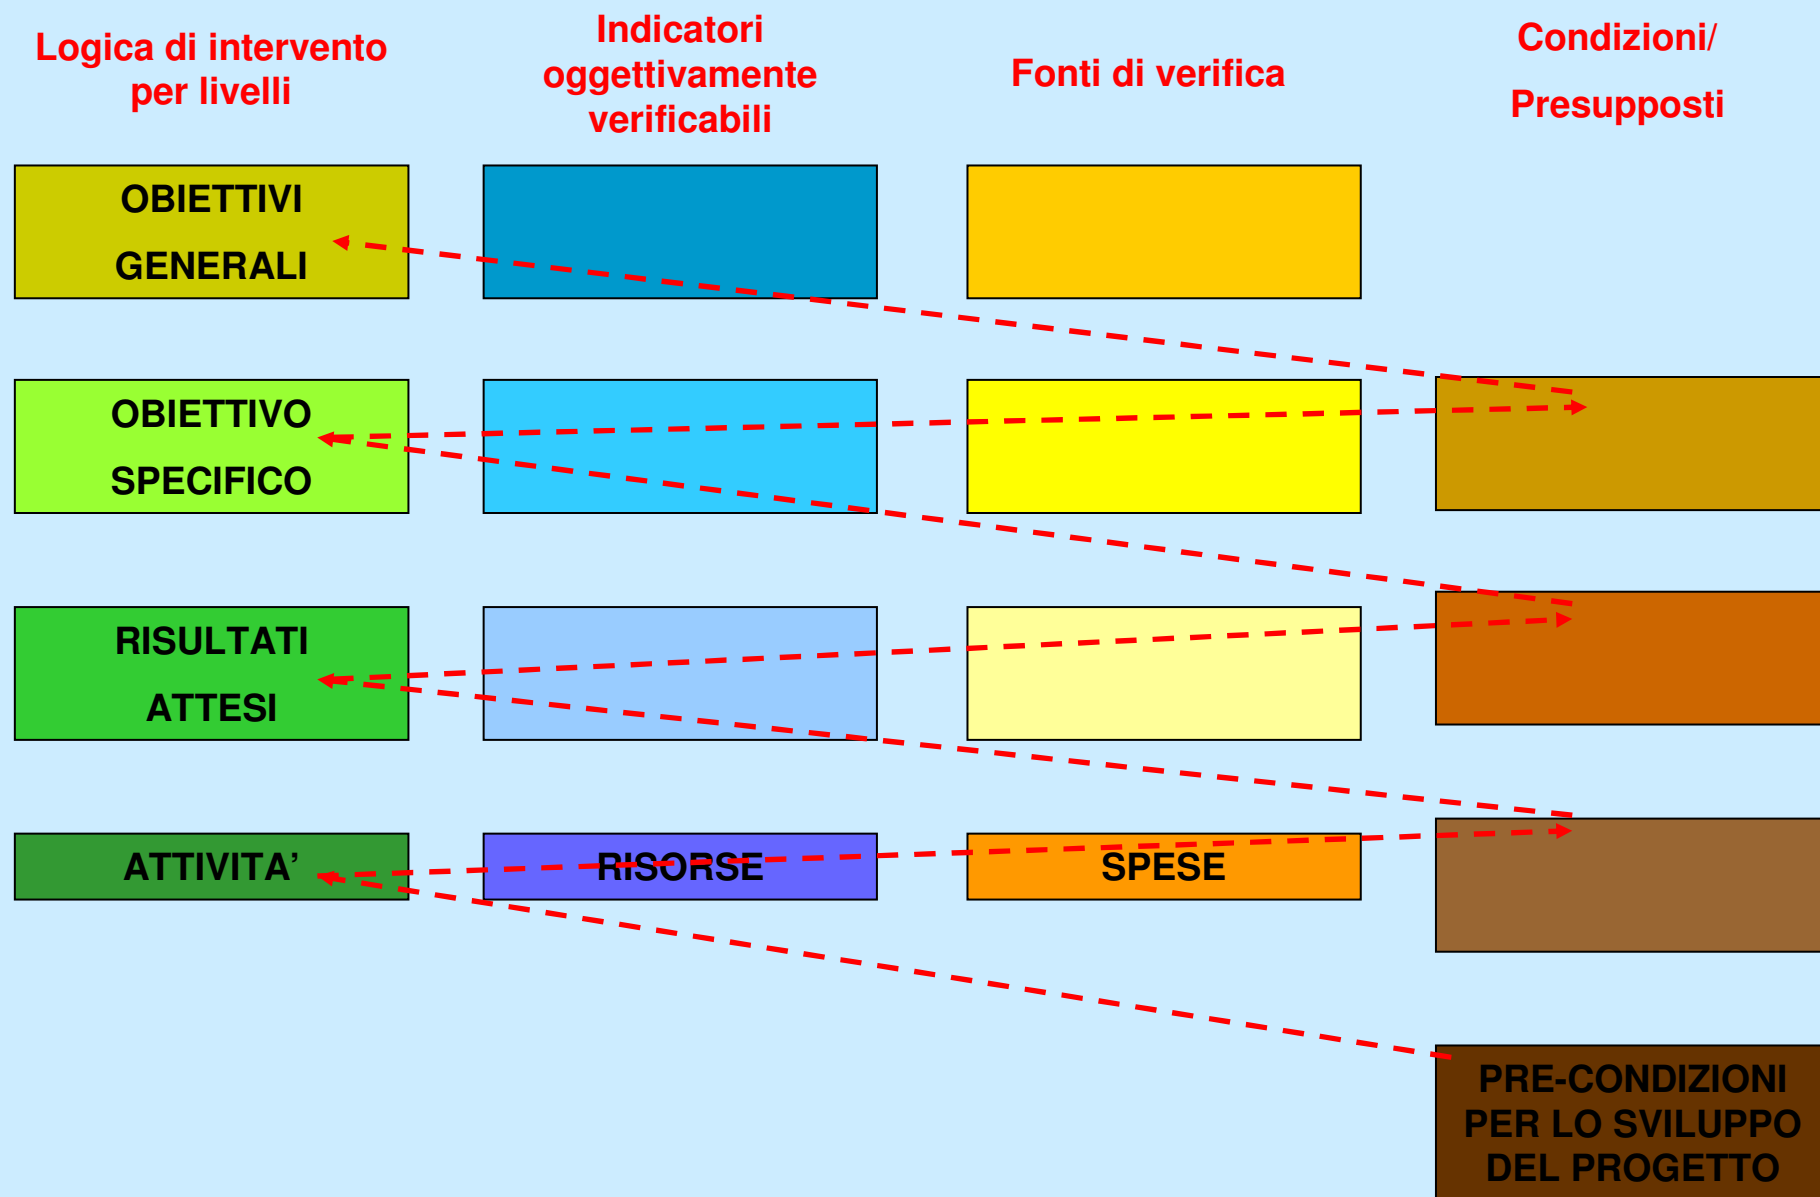 Logica di intervento
per livelli
Indicatori
oggettivamente
verificabili
Fonti di verifica
Condizioni/
Presupposti
OBIETTIVI
GENERALI
OBIETTIVO
SPECIFICO
RISULTATI
ATTESI
ATTIVITA’
RISORSE
SPESE
PRE-CONDIZIONI
PER LO SVILUPPO
DEL PROGETTO